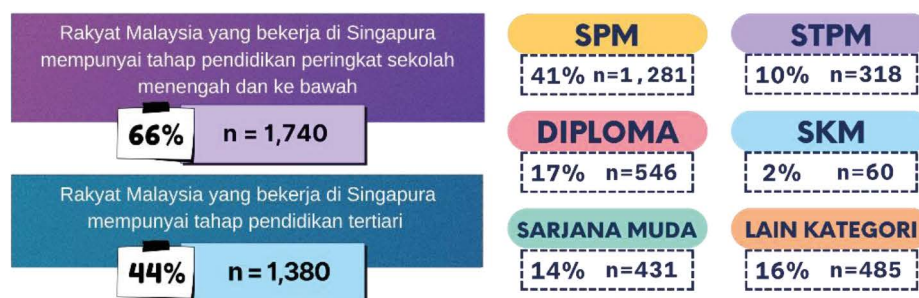 Rakyat Malaysia yang bekerja di Singapura
mempunyai tahap pendidikan peringkat sekolah
menengah dan ke bawah
66% n = 1,740
Rakyat Malaysia yang bekerja di Singapura
mempunyai tahap pendidikan tertiari
44% n = 1,380
SPM
41% n=1,281
STPM
10% n=318
DIPLOMA
17% n=546
SKM
2% n=60
SARJANA MUDA
14% n=431
LAIN KATEGORI
16% n=485